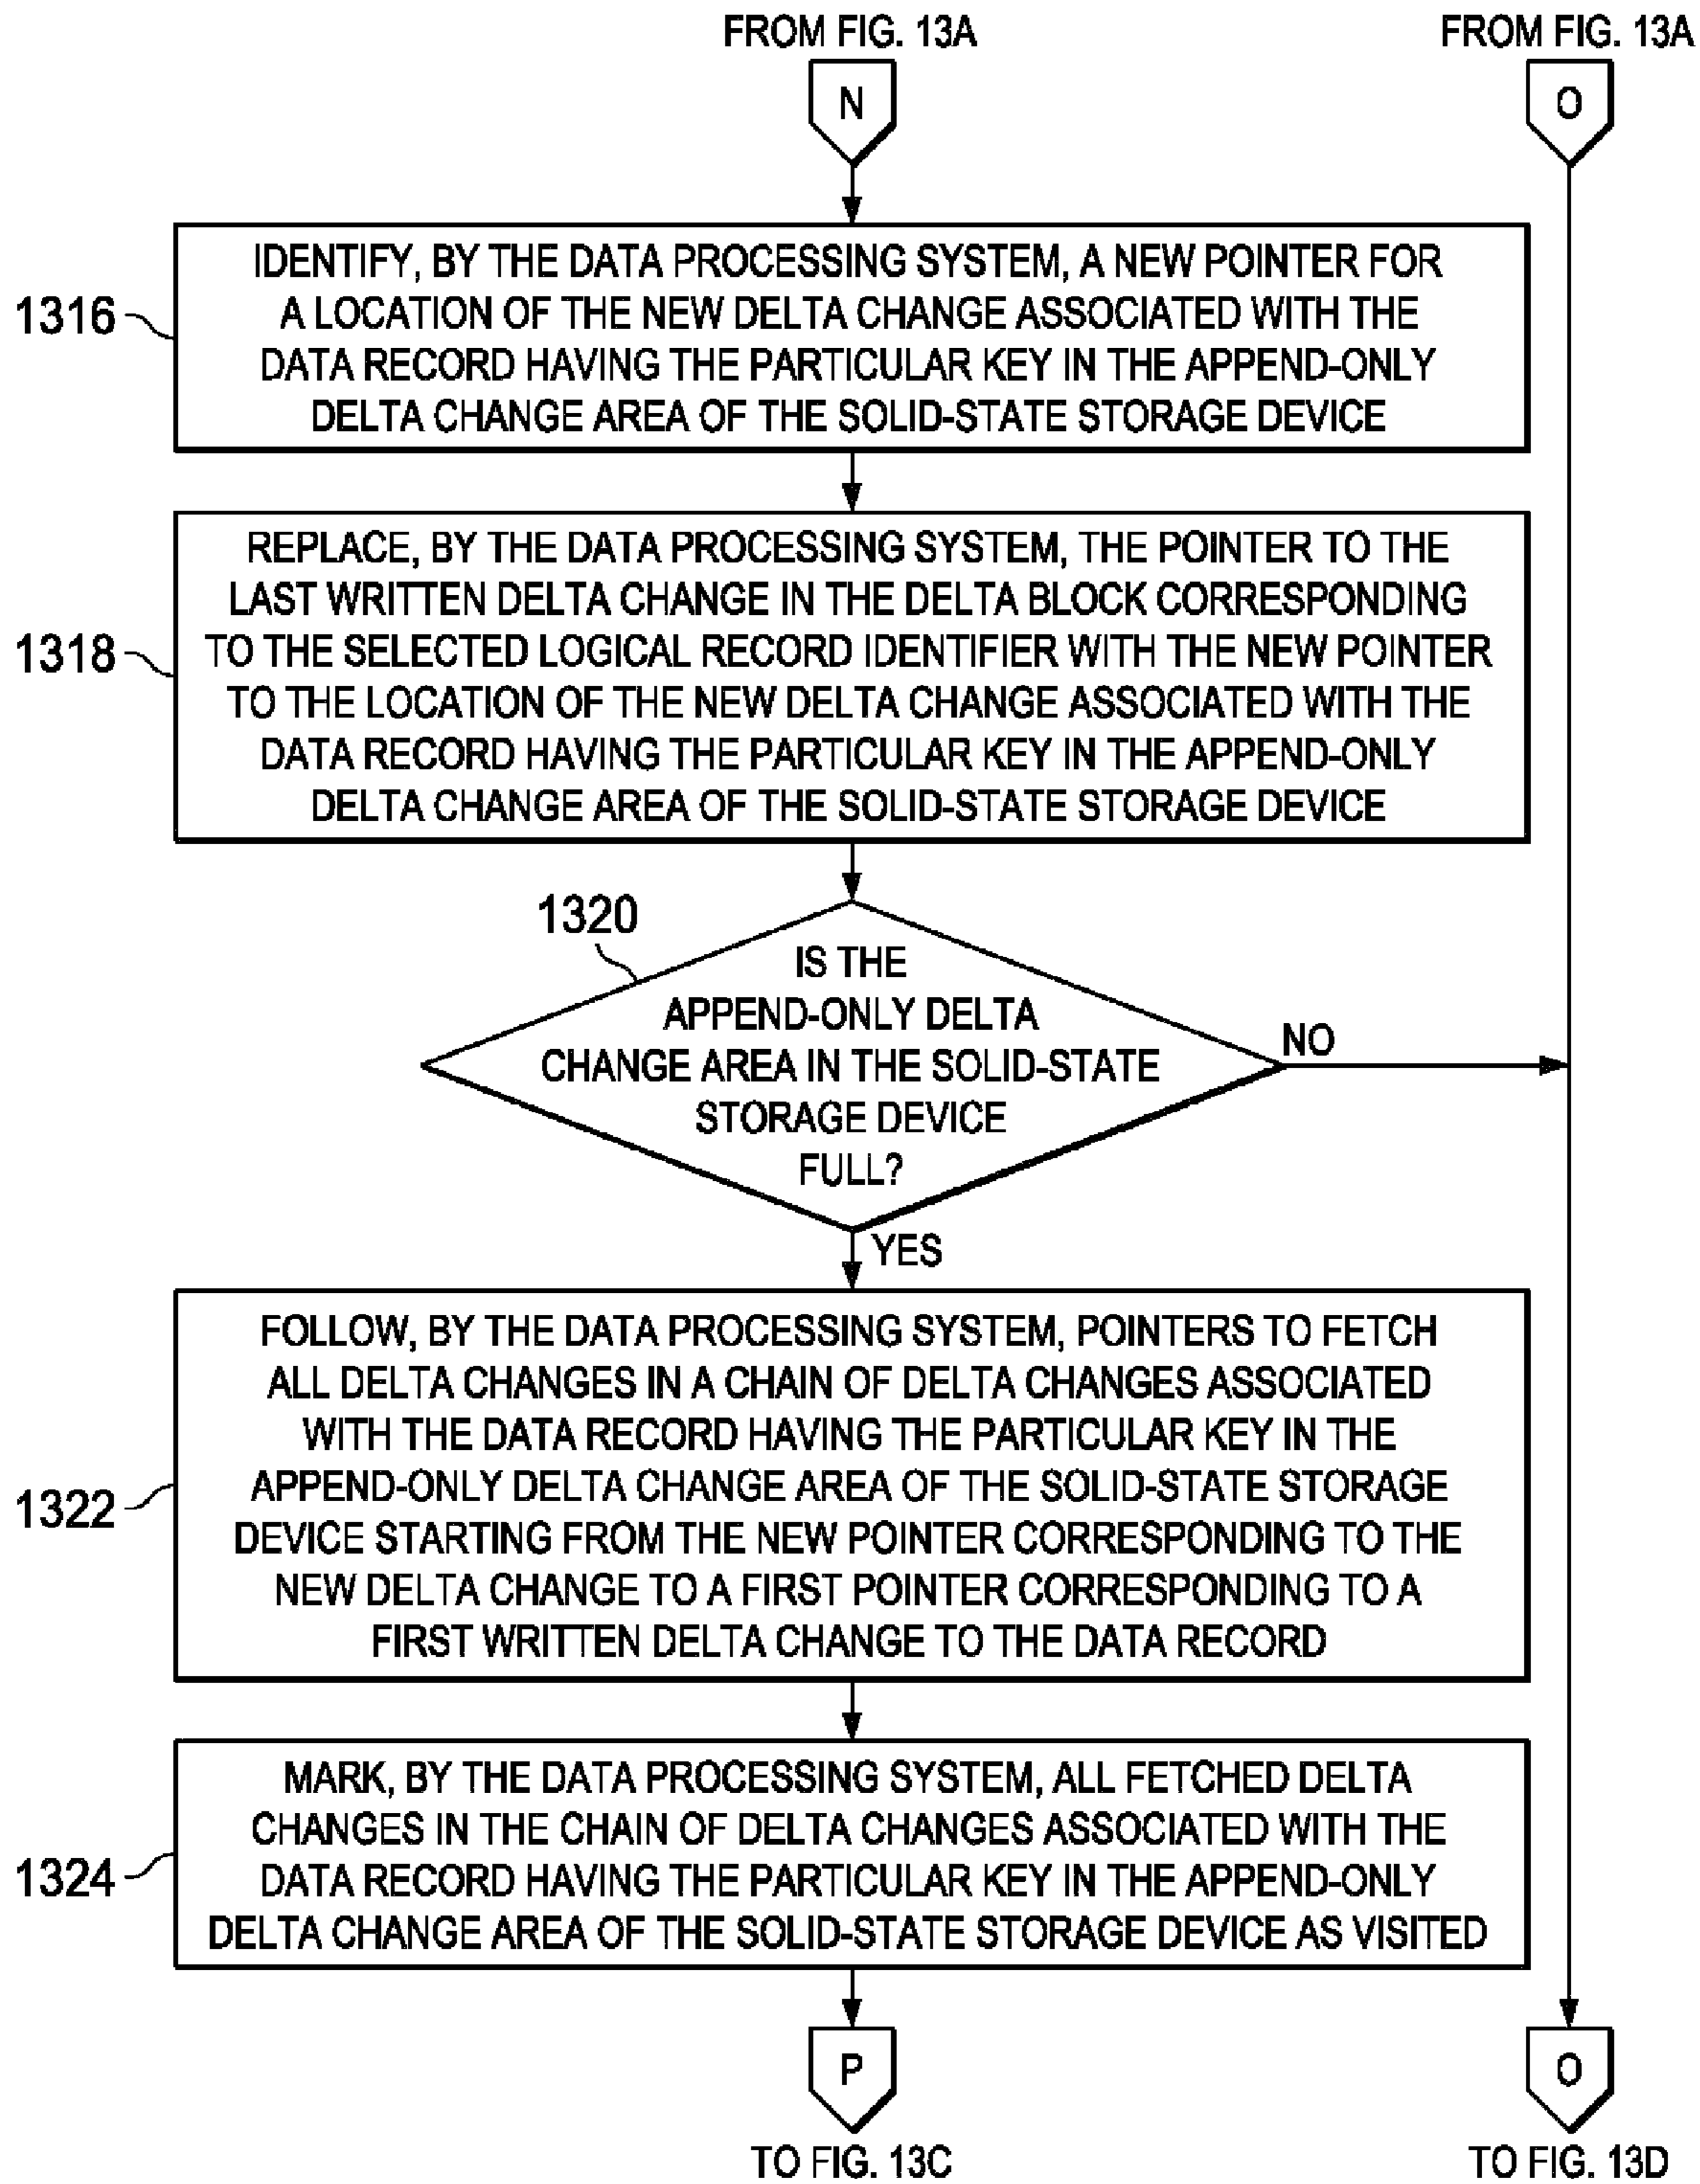 FROM FIG. 13A
FROM FIG. 13A
N
O
1316
IDENTIFY, BY THE DATA PROCESSING SYSTEM, A NEW POINTER FOR
A LOCATION OF THE NEW DELTA CHANGE ASSOCIATED WITH THE
DATA RECORD HAVING THE PARTICULAR KEY IN THE APPEND-ONLY
DELTA CHANGE AREA OF THE SOLID-STATE STORAGE DEVICE
1318
REPLACE, BY THE DATA PROCESSING SYSTEM, THE POINTER TO THE
LAST WRITTEN DELTA CHANGE IN THE DELTA BLOCK CORRESPONDING
TO THE SELECTED LOGICAL RECORD IDENTIFIER WITH THE NEW POINTER
TO THE LOCATION OF THE NEW DELTA CHANGE ASSOCIATED WITH THE
DATA RECORD HAVING THE PARTICULAR KEY IN THE APPEND-ONLY
DELTA CHANGE AREA OF THE SOLID-STATE STORAGE DEVICE
1320
IS THE
APPEND-ONLY DELTA
CHANGE AREA IN THE SOLID-STATE
STORAGE DEVICE
FULL?
NO
YES
1322
FOLLOW, BY THE DATA PROCESSING SYSTEM, POINTERS TO FETCH
ALL DELTA CHANGES IN A CHAIN OF DELTA CHANGES ASSOCIATED
WITH THE DATA RECORD HAVING THE PARTICULAR KEY IN THE
APPEND-ONLY DELTA CHANGE AREA OF THE SOLID-STATE STORAGE
DEVICE STARTING FROM THE NEW POINTER CORRESPONDING TO THE
NEW DELTA CHANGE TO A FIRST POINTER CORRESPONDING TO A
FIRST WRITTEN DELTA CHANGE TO THE DATA RECORD
1324
MARK, BY THE DATA PROCESSING SYSTEM, ALL FETCHED DELTA
CHANGES IN THE CHAIN OF DELTA CHANGES ASSOCIATED WITH THE
DATA RECORD HAVING THE PARTICULAR KEY IN THE APPEND-ONLY
DELTA CHANGE AREA OF THE SOLID-STATE STORAGE DEVICE AS VISITED
P
O
TO FIG. 13C
TO FIG. 13D